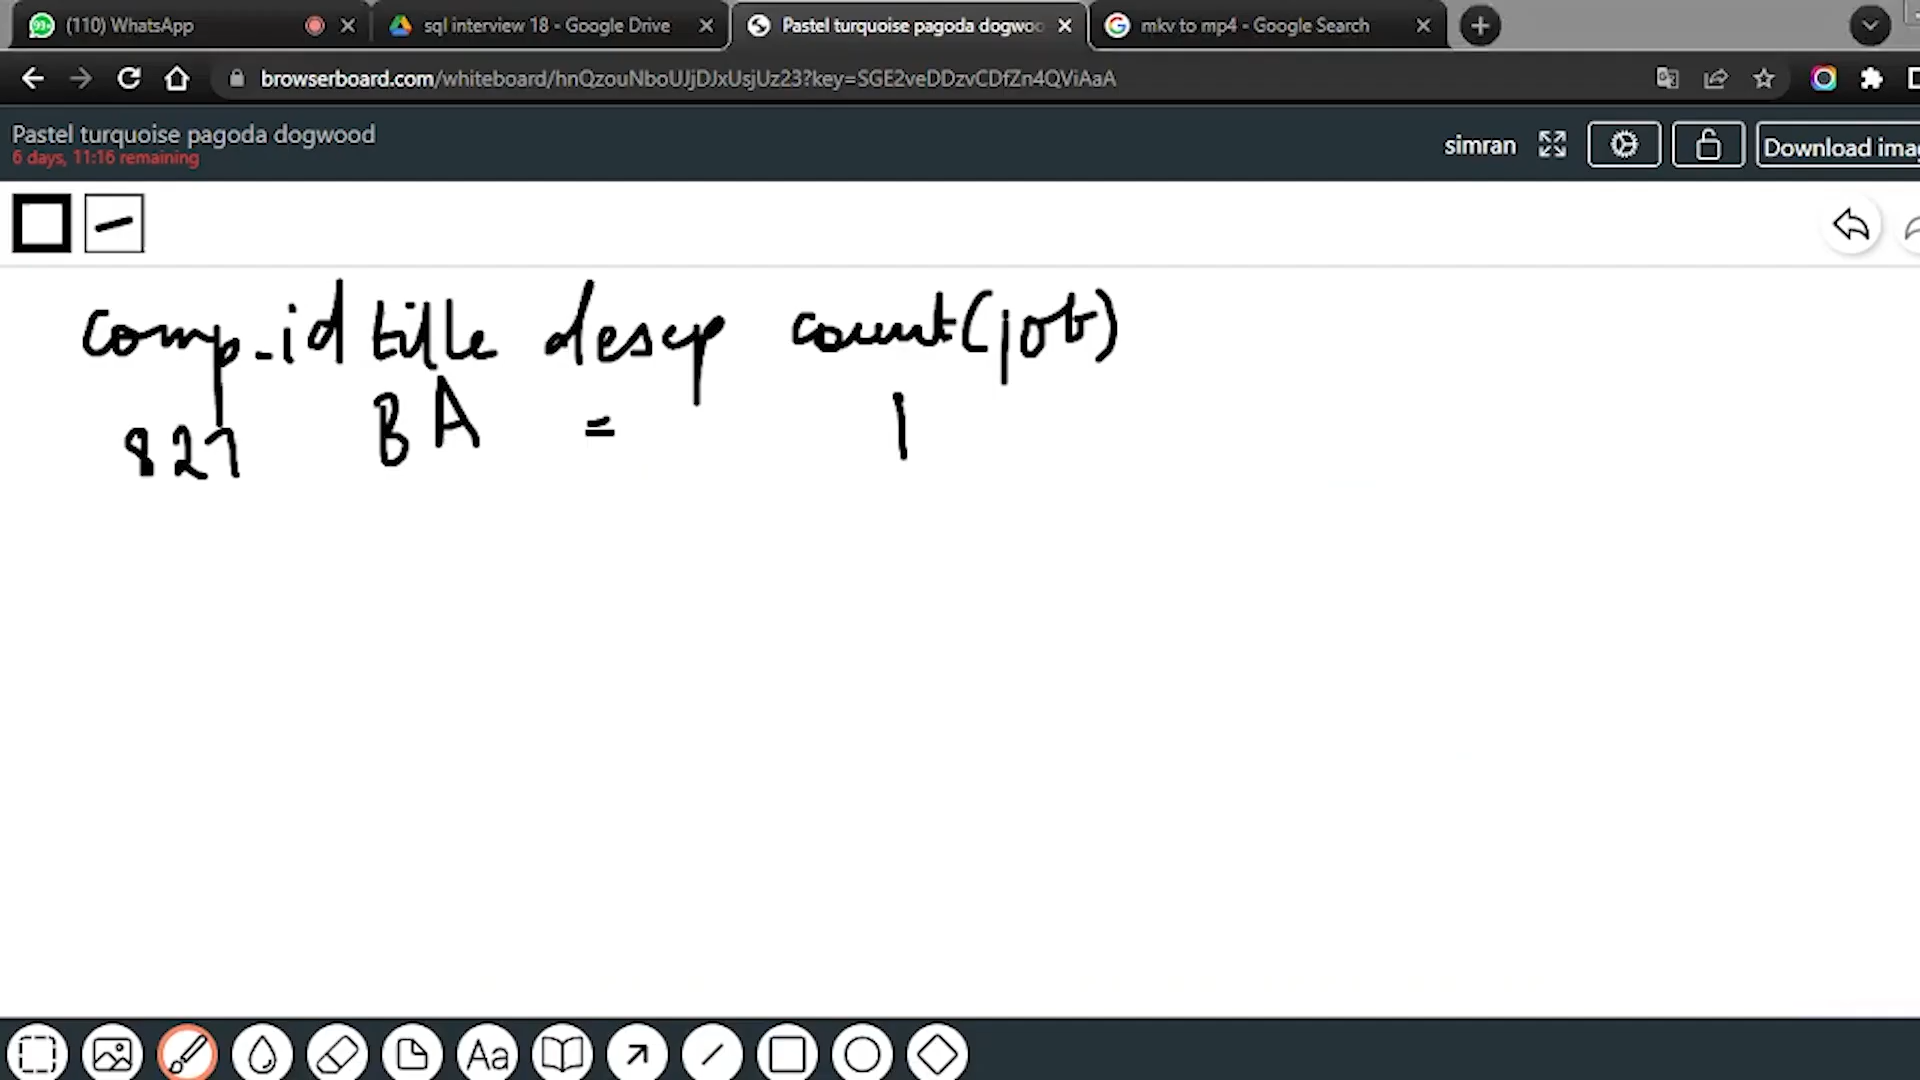 (110) WhatsApp
sql interview 18 - Google Drive
Pastel turquoise pagoda dogwoo
mkv to mp4 - Google Search
browserboard.com/whiteboard/hnQzouNboUJjDJxUsjUz23?key=SGE2veDDzvCDfZn4QViAaA
Pastel turquoise pagoda dogwood
6 days, 11:16 remaining
simran
Download imag
comp_id title descp count(job)
827 BA = 1
Aa